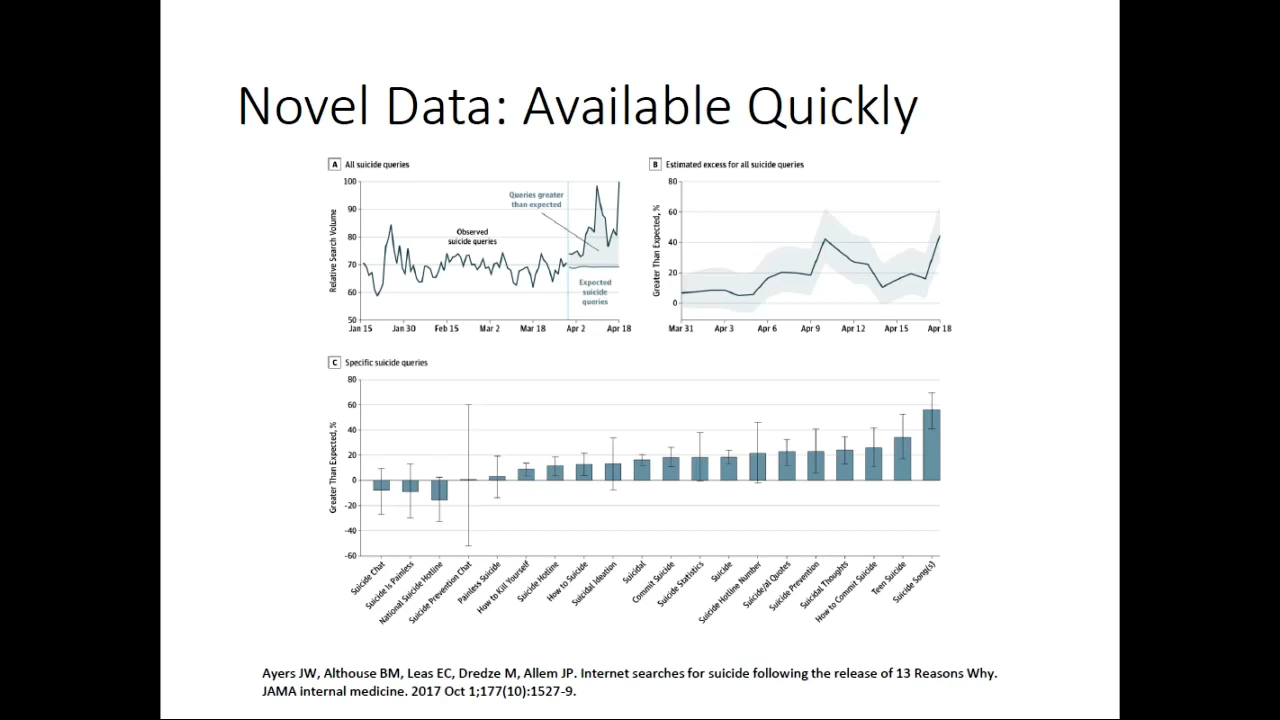 Novel Data: Available Quickly
A All suicide queries
100
90
80
70
60
50
Relative Search Volume
Queries greater
than expected
Observed
suicide queries
Expected
suicide
queries
Jan 15 Jan 30 Feb 15 Mar 2 Mar 18 Apr 2 Apr 18
B Estimated excess for all suicide queries
80
60
40
20
0
Greater Than Expected, %
Mar 31 Apr 3 Apr 6 Apr 9 Apr 12 Apr 15 Apr 18
C Specific suicide queries
80
60
40
20
0
-20
-40
-60
Greater Than Expected, %
Suicide Chat
Suicide Is Painless
National Suicide Hotline
Suicide Prevention Chat
Painless Suicide
How to Kill Yourself
Suicide Hotline
How to Suicide
Suicidal Ideation
Suicidal
Commit Suicide
Suicide Statistics
Suicide
Suicide Hotline Number
Suicide/al Quotes
Suicide Prevention
Suicidal Thoughts
How to Commit Suicide
Teen Suicide
Suicide Song(s)
Ayers JW, Althouse BM, Leas EC, Dredze M, Allem JP. Internet searches for suicide following the release of 13 Reasons Why.
JAMA internal medicine. 2017 Oct 1;177(10):1527-9.